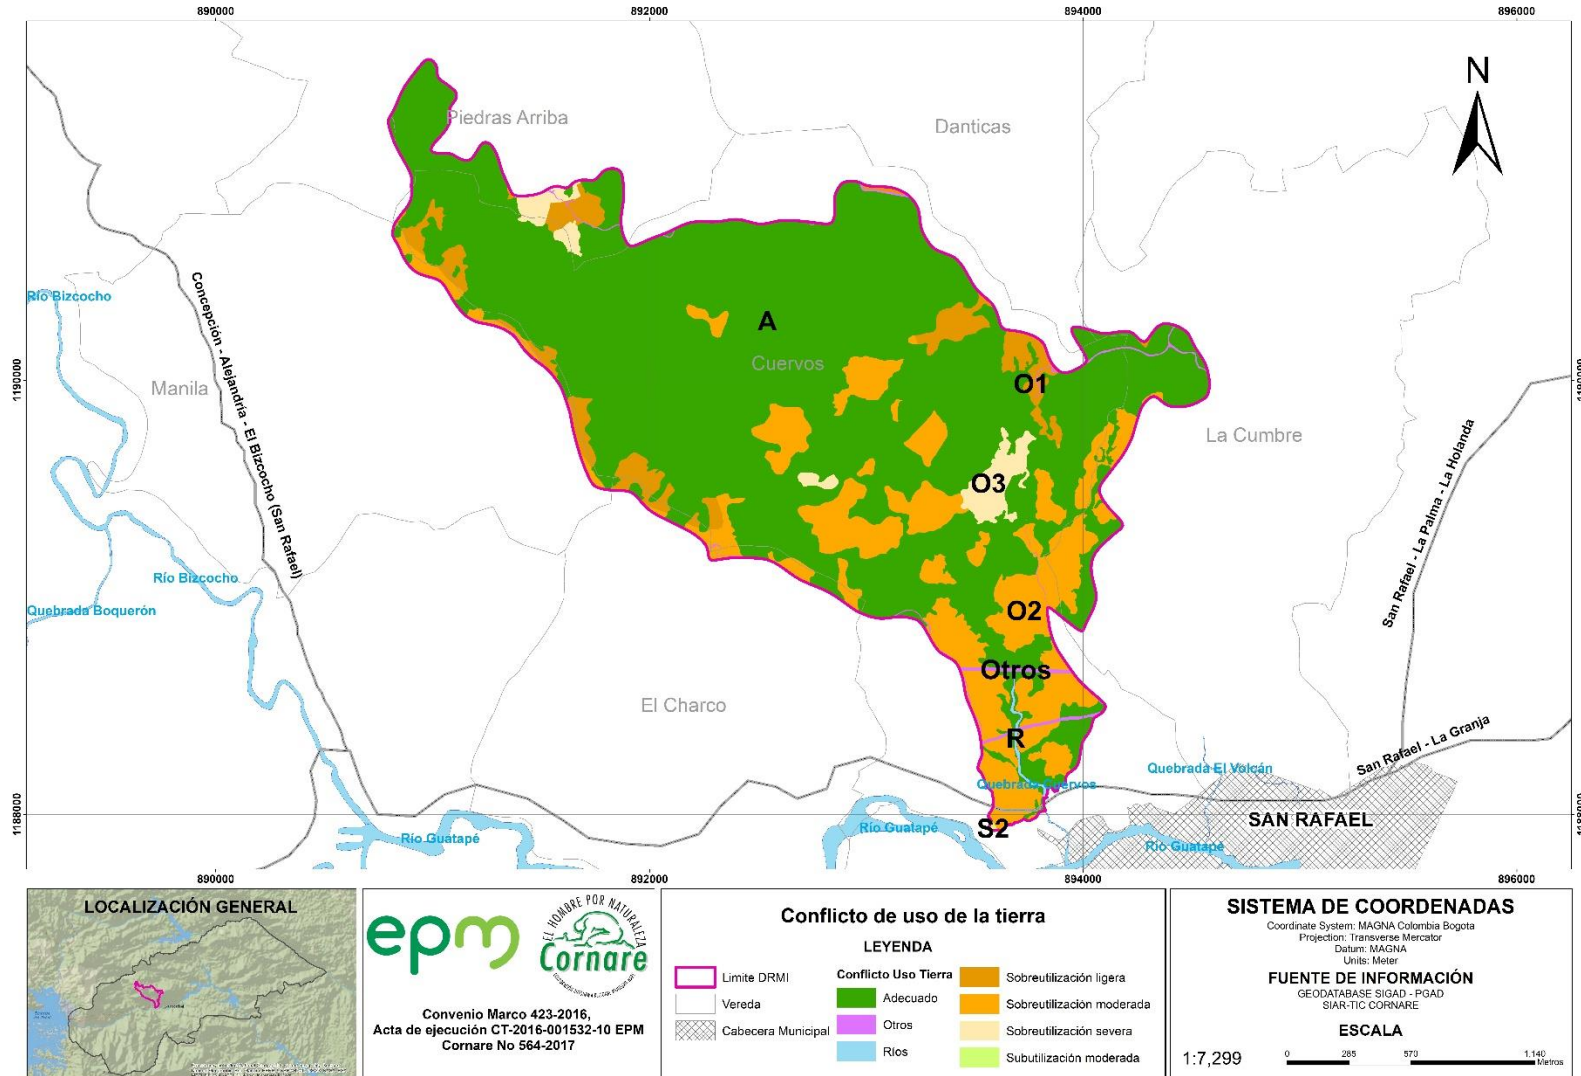 890000
892000
894000
896000
N
Piedras Arriba
Danticas
Río Bizcocho
Concepción - Alejandría - El Bizcocho (San Rafael)
A
Cuervos
1190000
1190000
Manila
O1
La Cumbre
San Rafael - La Palma - La Holanda
O3
Río Bizcocho
Quebrada Boquerón
O2
Otros
El Charco
R
San Rafael - La Granja
Quebrada El Volcán
Quebrada Cuervos
1188000
1188000
S2
SAN RAFAEL
Río Guatapé
Río Guatapé
Río Guatapé
890000
892000
894000
896000
LOCALIZACIÓN GENERAL
epm
EL HOMBRE POR NATURALEZA
Cornare
Convenio Marco 423-2016,
Acta de ejecución CT-2016-001532-10 EPM
Cornare No 564-2017
Conflicto de uso de la tierra
LEYENDA
Limite DRMI
Vereda
Cabecera Municipal
Conflicto Uso Tierra
Adecuado
Otros
Ríos
Sobreutilización ligera
Sobreutilización moderada
Sobreutilización severa
Subutilización moderada
SISTEMA DE COORDENADAS
Coordinate System: MAGNA Colombia Bogota
Projection: Transverse Mercator
Datum: MAGNA
Units: Meter
FUENTE DE INFORMACIÓN
GEODATABASE SIGAD - PGAD
SIAR-TIC CORNARE
ESCALA
1:7,299
0 285 570 1.140
Metros